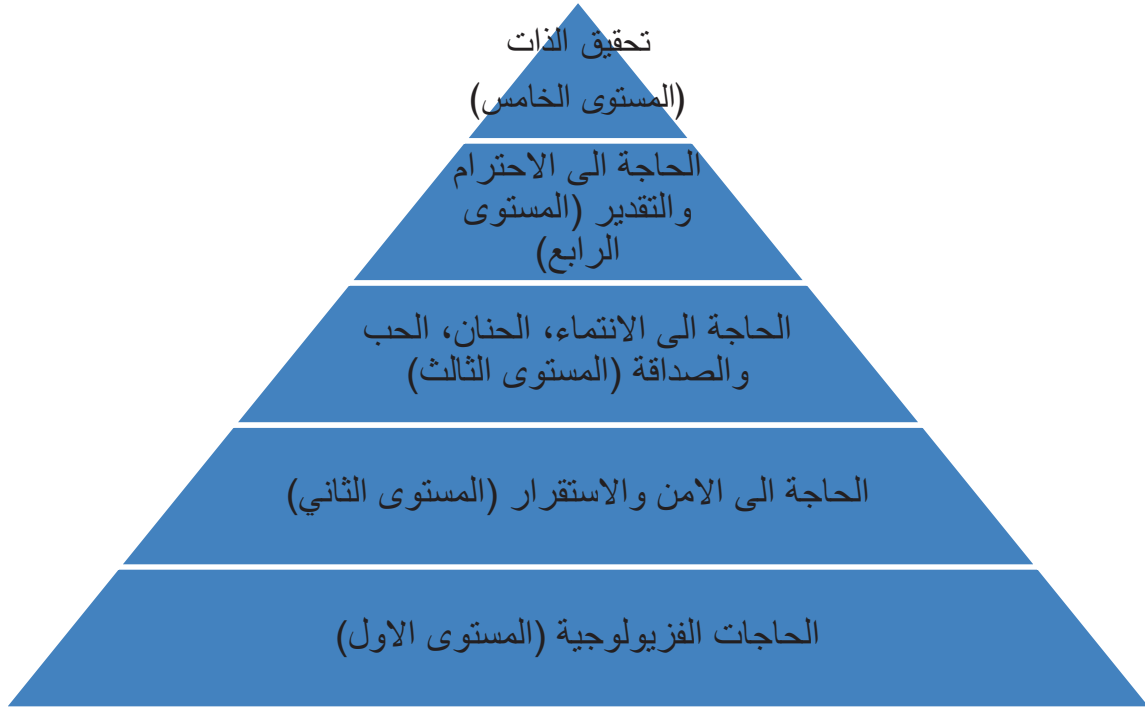 تحقيق الذات
(المستوى الخامس)
الحاجة الى الاحترام
والتقدير (المستوى
الرابع)
الحاجة الى الانتماء، الحنان، الحب
والصداقة (المستوى الثالث)
الحاجة الى الامن والاستقرار (المستوى الثاني)
الحاجات الفزيولوجية (المستوى الاول)